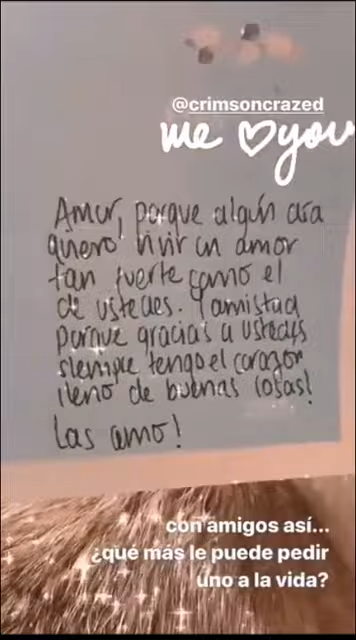 @crimsoncrazed
me ♡ you
Amor, porque algún día
quiero vivir un amor
tan fuerte como el
de ustedes. Y amistad
porque gracias a ustedes
siempre tengo el corazon
lleno de buenas cosas!
Las amo!
con amigos así...
¿qué más le puede pedir
uno a la vida?